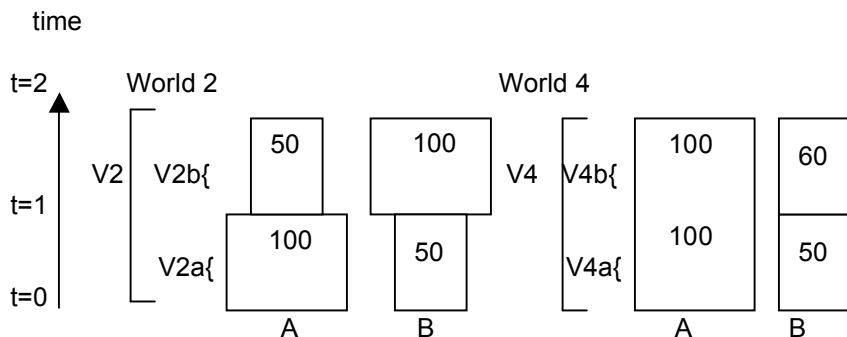 time
t=2 World 2 World 4
50 100 100 60
V2 V2b{ V4 V4b{
t=1
100 50 100 50
V2a{ V4a{
t=0
A B A B